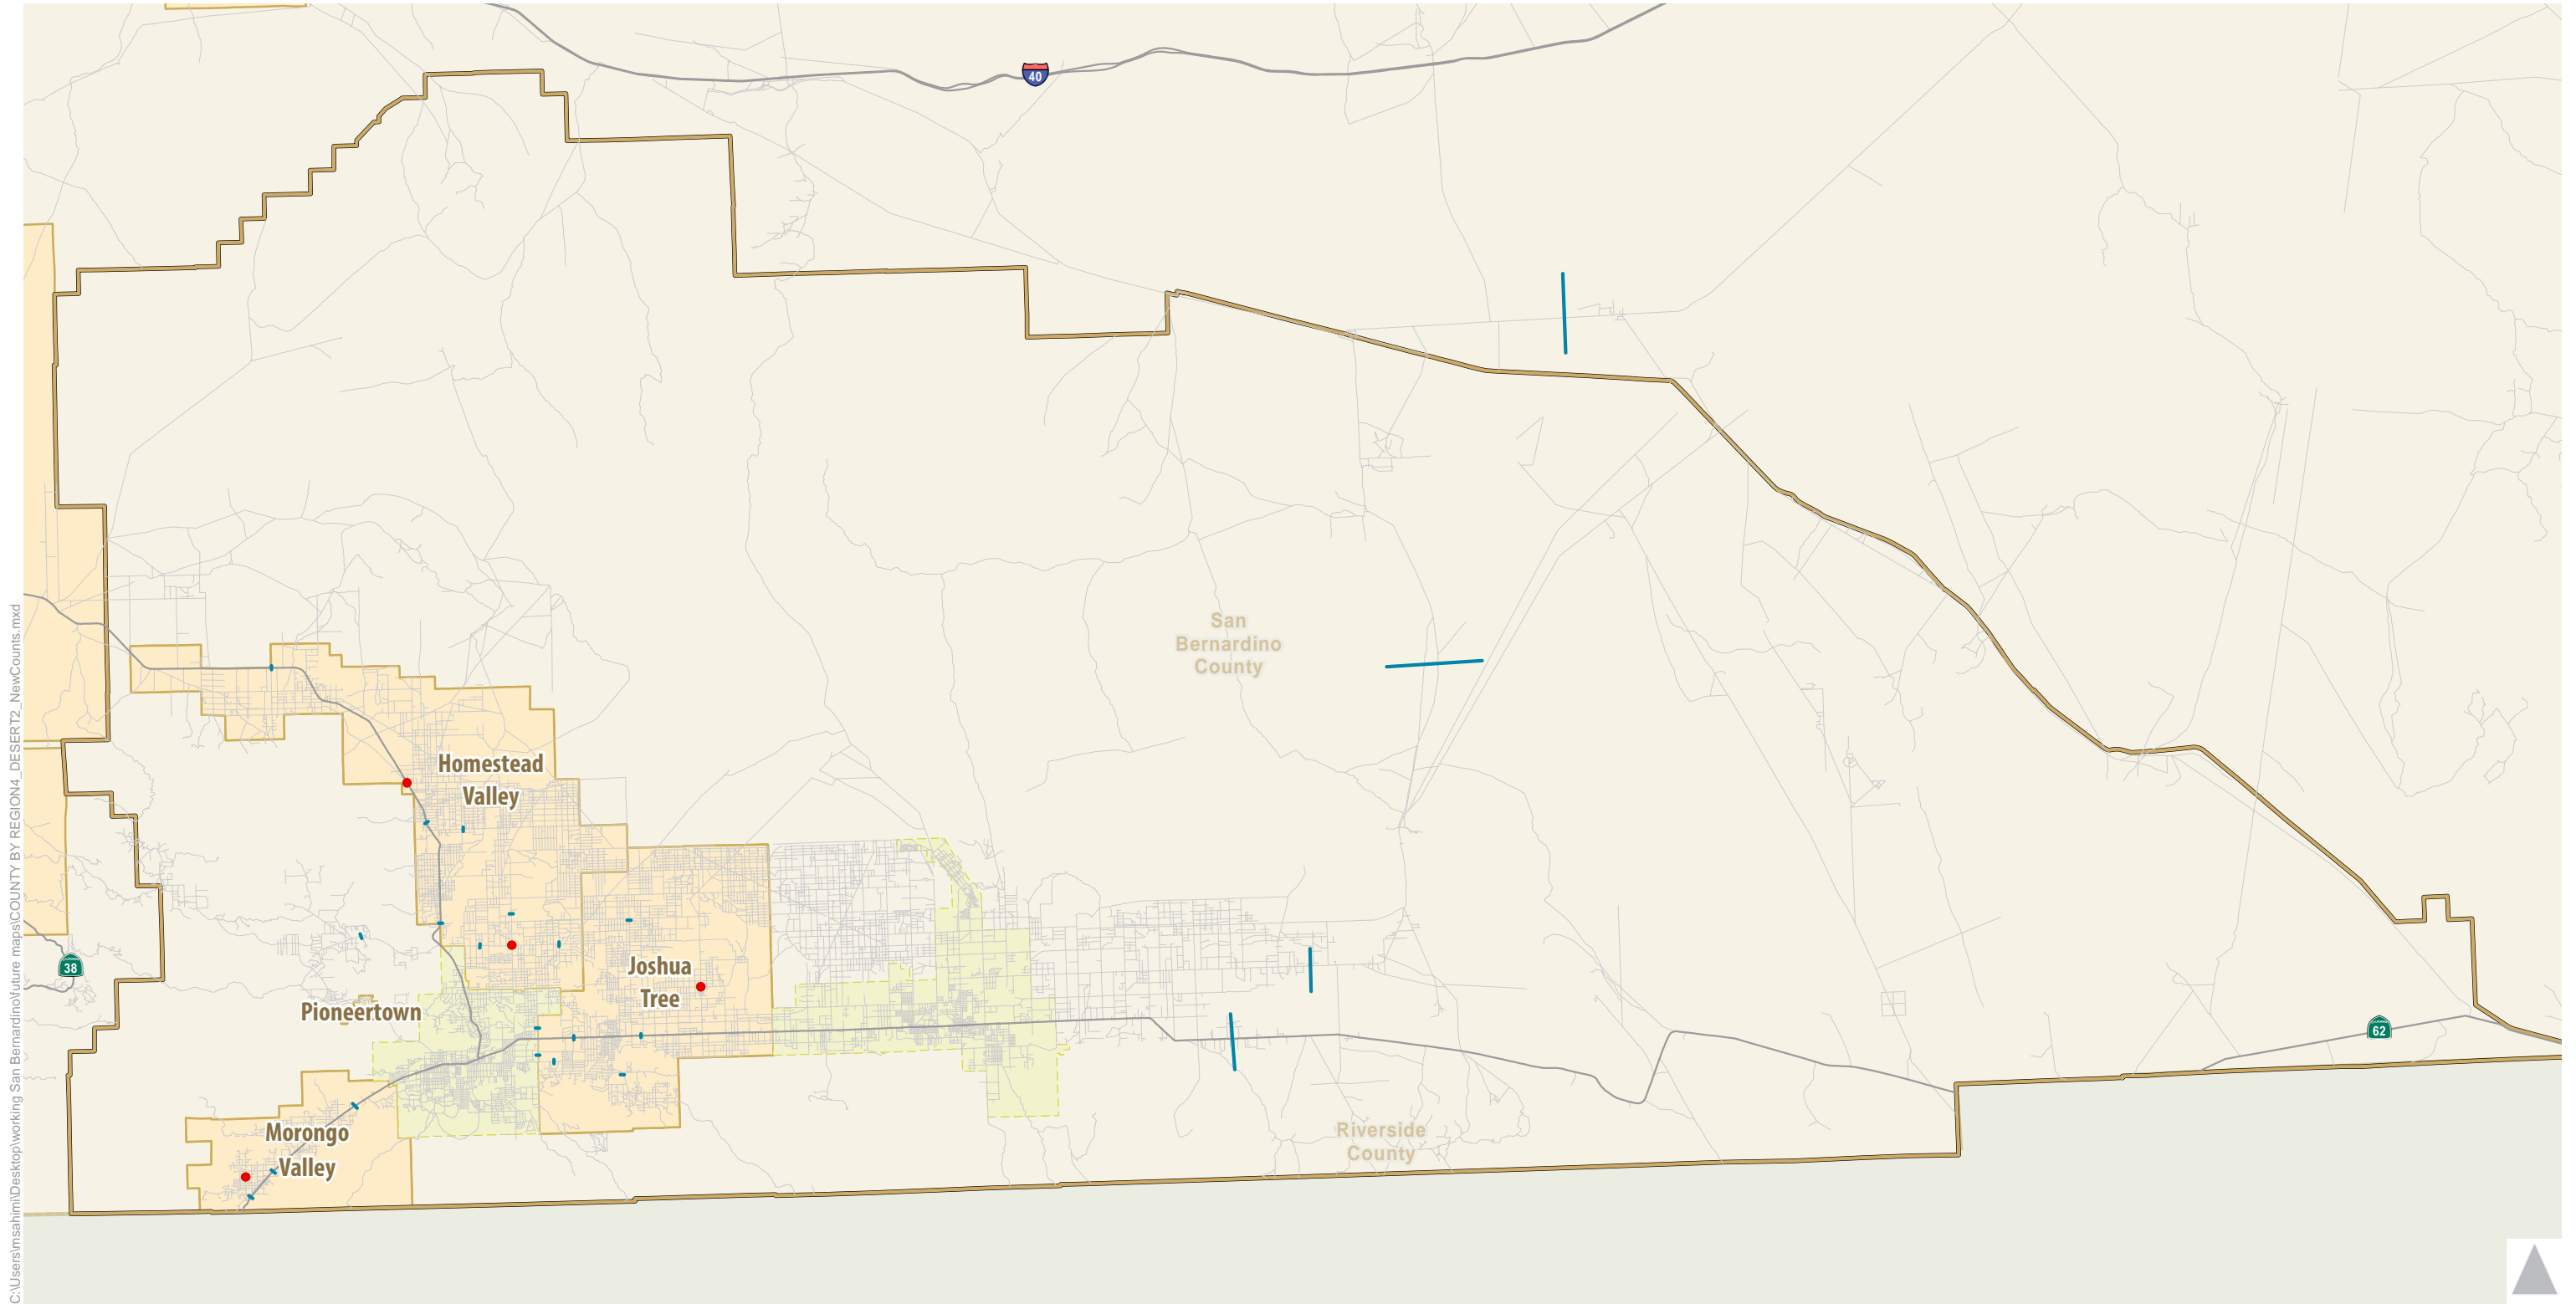 40
San
Bernardino
County
Homestead
Valley
Joshua
Tree
38
Pioneertown
62
Morongo
Valley
Riverside
County
C:\Users\msahimi\Desktop\working San Bernardino\future maps\COUNTY BY REGION4_DESERT2_NewCounts.mxd